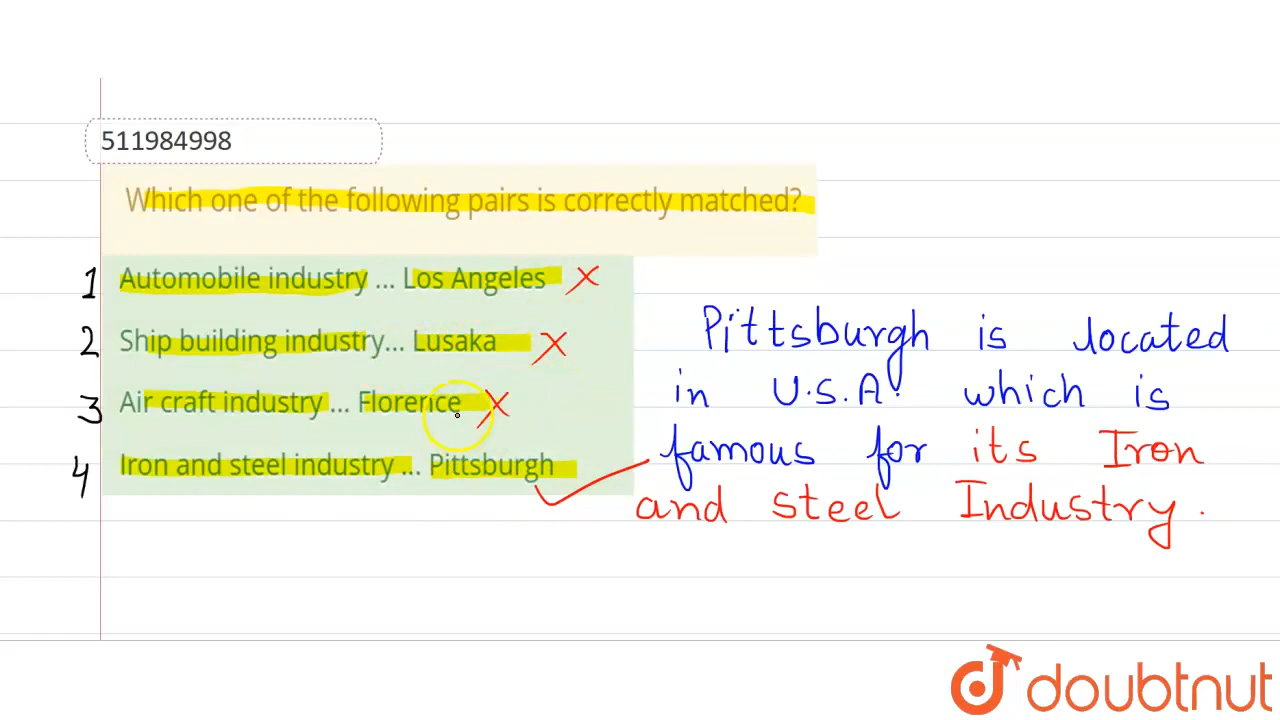 511984998
Which one of the following pairs is correctly matched?
1 Automobile industry ... Los Angeles X
2 Ship building industry... Lusaka X
3 Air craft industry ... Florence X
4 Iron and steel industry ... Pittsburgh
Pittsburgh is located
in U.S.A. which is
famous for its Iron
and steel Industry.
doubtnut